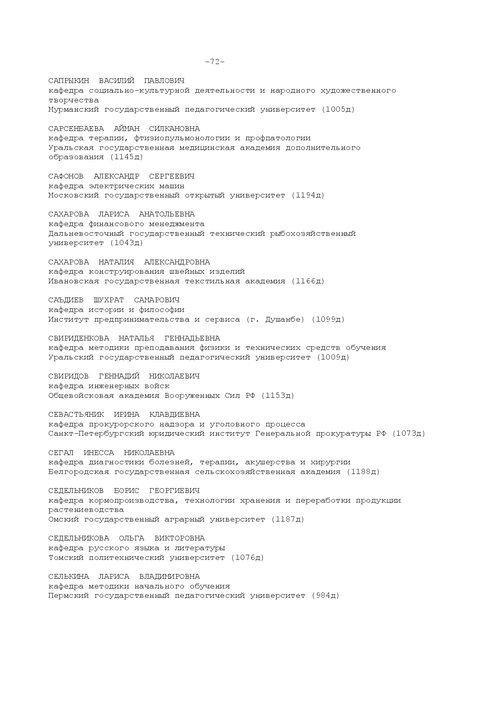 -72-
САПРЫКИН ВАСИЛИЙ ПАВЛОВИЧ
кафедра социально-культурной деятельности и народного художественного
творчества
Мурманский государственный педагогический университет (1005д)
САРСЕНБАЕВА АЙМАН СИЛКАНОВНА
кафедра терапии, фтизиопульмонологии и профпатологии
Уральская государственная медицинская академия дополнительного
образования (1145д)
САФОНОВ АЛЕКСАНДР СЕРГЕЕВИЧ
кафедра электрических машин
Московский государственный открытый университет (1194д)
САХАРОВА ЛАРИСА АНАТОЛЬЕВНА
кафедра финансового менеджмента
Дальневосточный государственный технический рыбохозяйственный
университет (1043д)
САХАРОВА НАТАЛИЯ АЛЕКСАНДРОВНА
кафедра конструирования швейных изделий
Ивановская государственная текстильная академия (1166д)
САЪДИЕВ ШУХРАТ САМАРОВИЧ
кафедра истории и философии
Институт предпринимательства и сервиса (г. Душанбе) (1099д)
СВИРИДЕНКОВА НАТАЛЬЯ ГЕННАДЬЕВНА
кафедра методики преподавания физики и технических средств обучения
Уральский государственный педагогический университет (1009д)
СВИРИДОВ ГЕННАДИЙ НИКОЛАЕВИЧ
кафедра инженерных войск
Общевойсковая академия Вооруженных Сил РФ (1153д)
СЕВАСТЬЯНИК ИРИНА КЛАВДИЕВНА
кафедра прокурорского надзора и уголовного процесса
Санкт-Петербургский юридический институт Генеральной прокуратуры РФ (1073д)
СЕГАЛ ИНЕССА НИКОЛАЕВНА
кафедра диагностики болезней, терапии, акушерства и хирургии
Белгородская государственная сельскохозяйственная академия (1188д)
СЕДЕЛЬНИКОВ БОРИС ГЕОРГИЕВИЧ
кафедра кормопроизводства, технологии хранения и переработки продукции
растениеводства
Омский государственный аграрный университет (1187д)
СЕДЕЛЬНИКОВА ОЛЬГА ВИКТОРОВНА
кафедра русского языка и литературы
Томский политехнический университет (1076д)
СЕЛЬКИНА ЛАРИСА ВЛАДИМИРОВНА
кафедра методики начального обучения
Пермский государственный педагогический университет (984д)